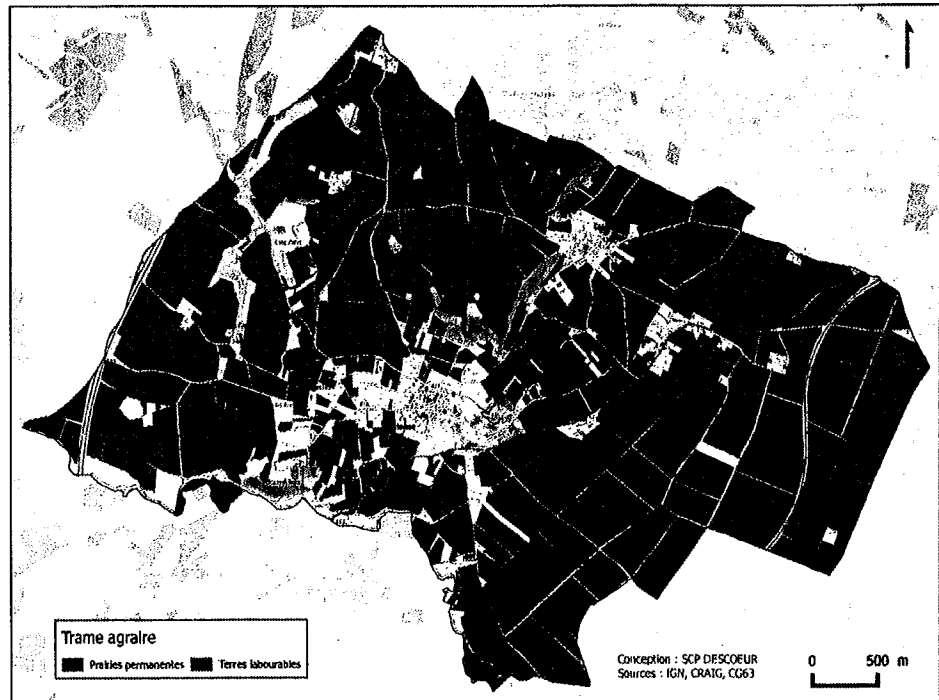 Trame agraire
Prairies permanentes Terres labourables
Conception : SCP DESCOEUR
Sources : IGN, CRAIG, CG63
0 500 m